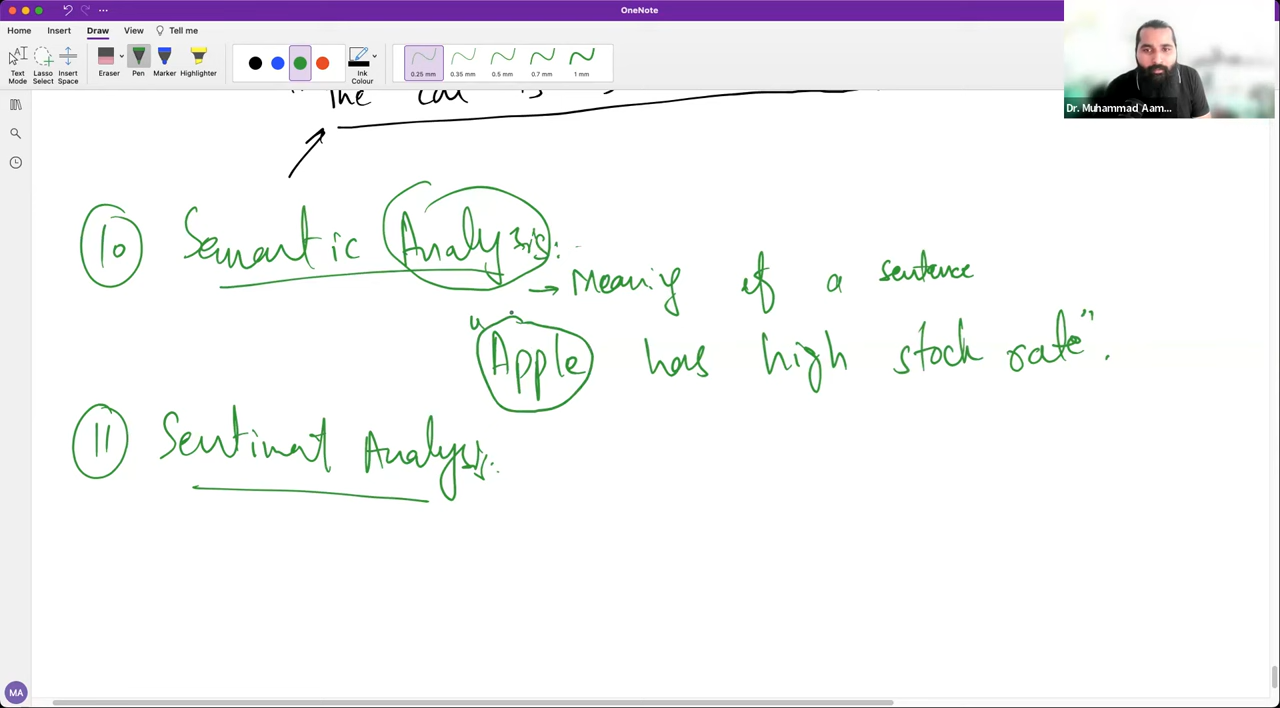 OneNote
Home Insert Draw View Tell me
Text Mode
Lasso Select
Insert Space
Eraser
Pen
Marker
Highlighter
Ink Colour
0.25 mm
0.35 mm
0.5 mm
0.7 mm
1 mm
Dr. Muhammad Aam...
"The cat is
10 Semantic Analysis:
→ Meaning of a sentence
"Apple has high stock rate".
11 Sentiment Analysis:
MA